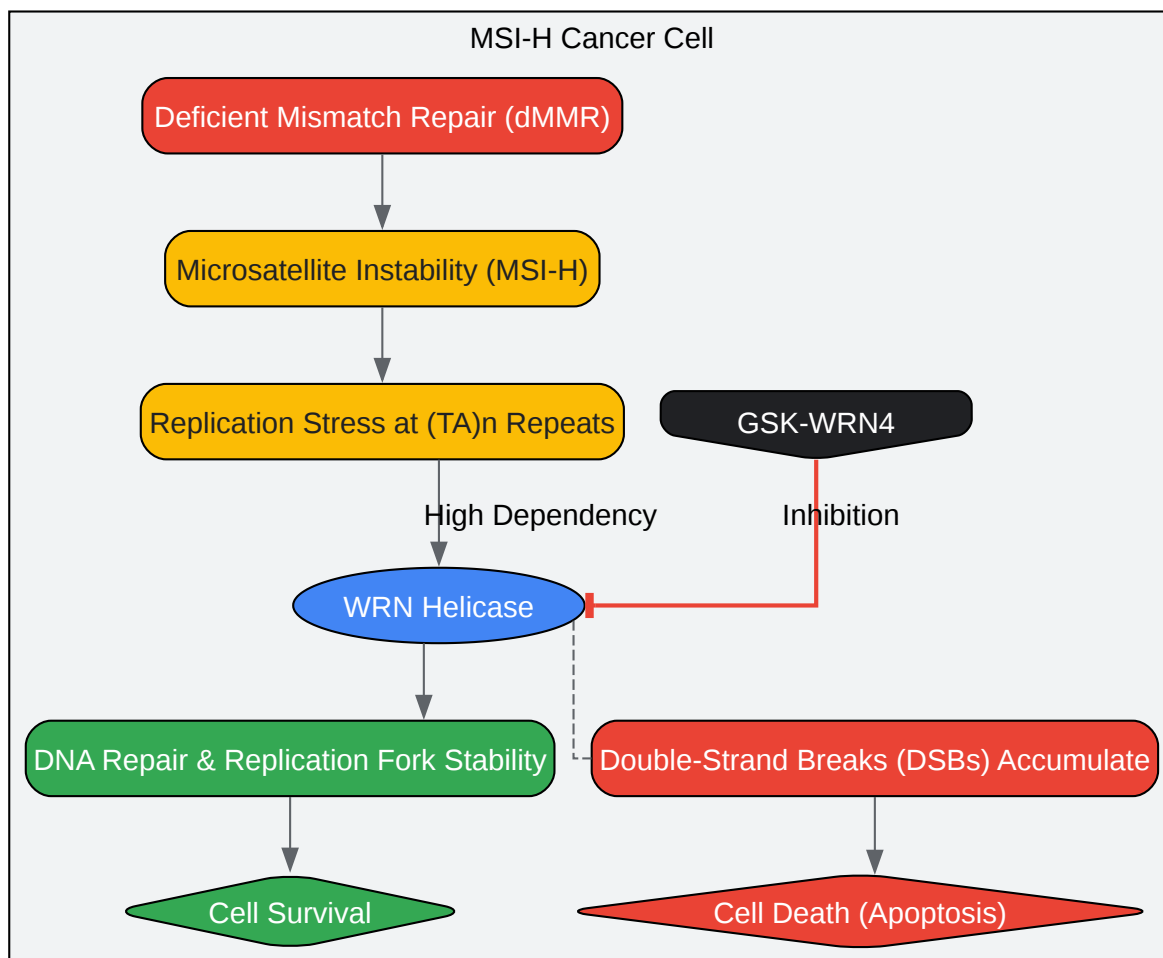 MSI-H Cancer Cell
Deficient Mismatch Repair (dMMR)
Microsatellite Instability (MSI-H)
Replication Stress at (TA)n Repeats
GSK-WRN4
High Dependency
Inhibition
WRN Helicase
DNA Repair & Replication Fork Stability
Double-Strand Breaks (DSBs) Accumulate
Cell Survival
Cell Death (Apoptosis)